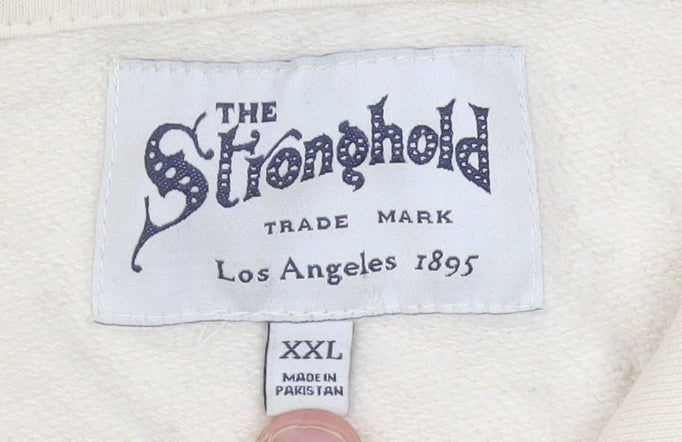 THE
Stronghold
TRADE MARK
Los Angeles 1895
XXL
MADE IN
PAKISTAN